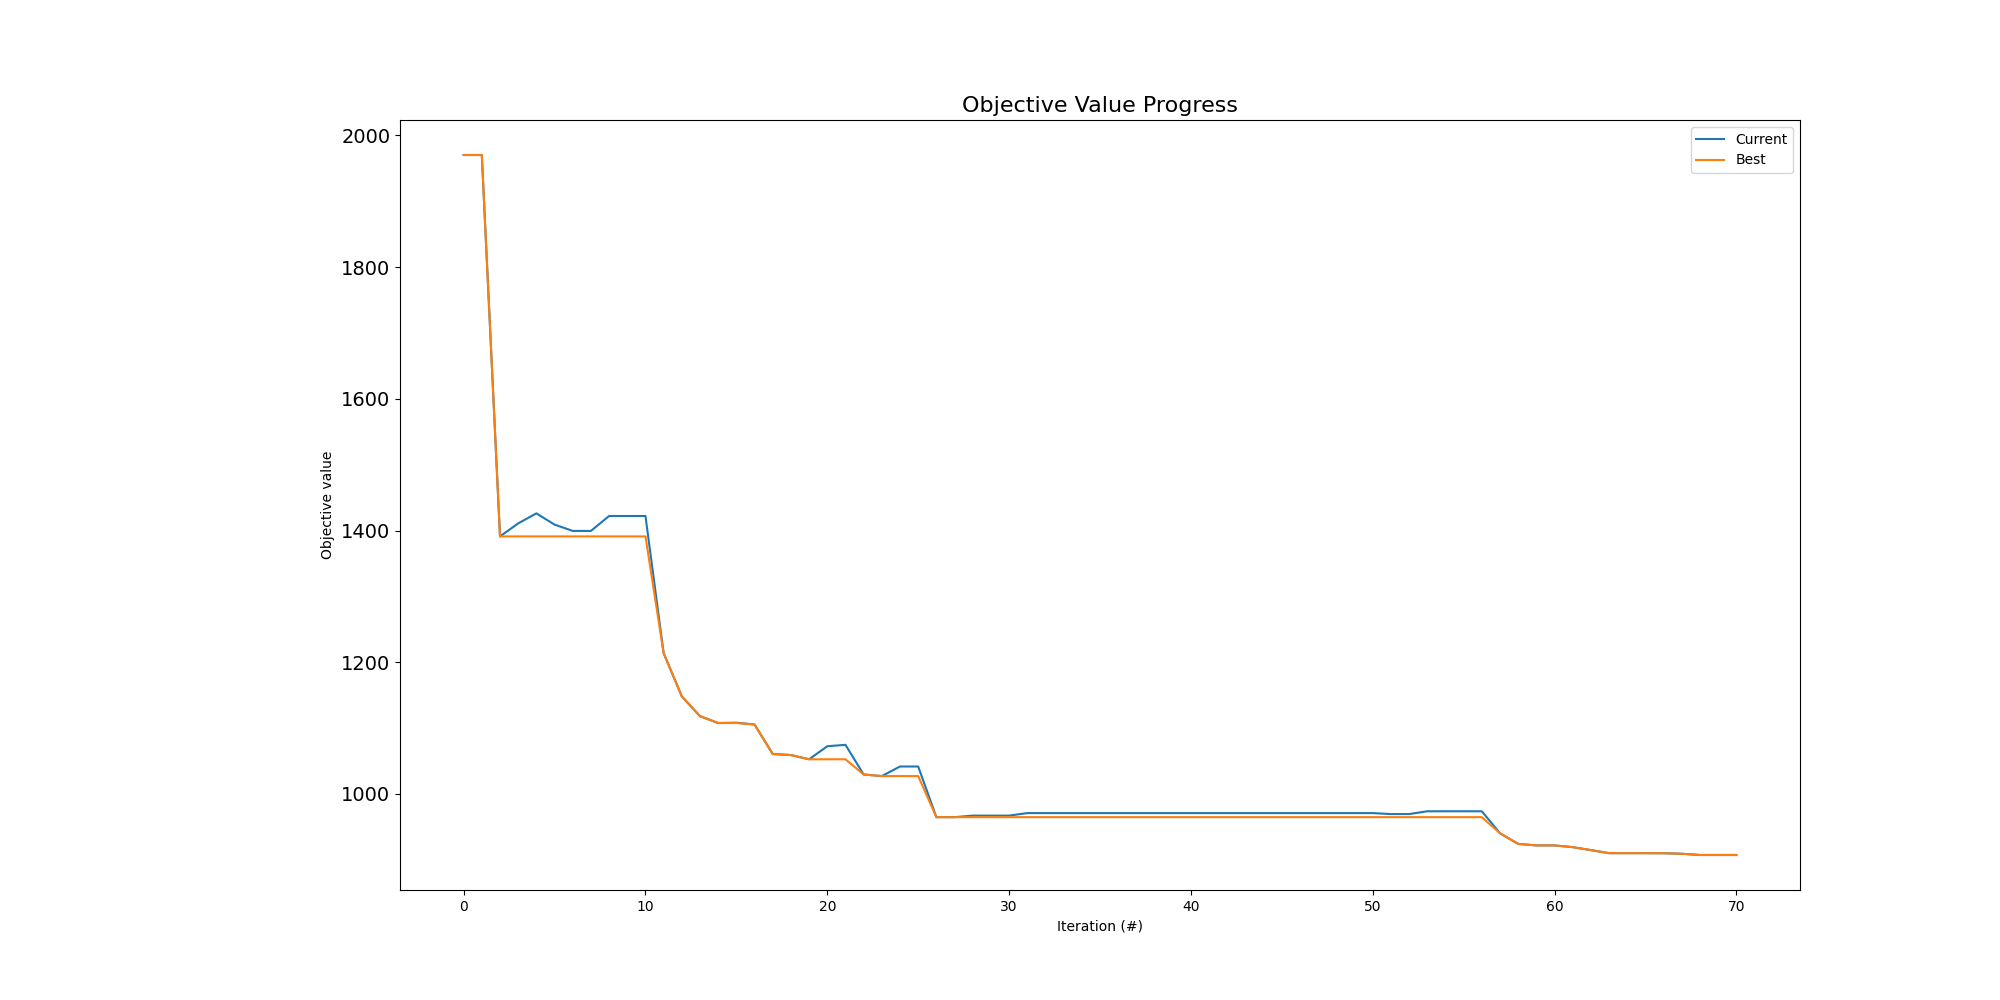 Objective Value Progress
2000
1800
1600
1400
1200
1000
Objective value
Current
Best
0 10 20 30 40 50 60 70
Iteration (#)